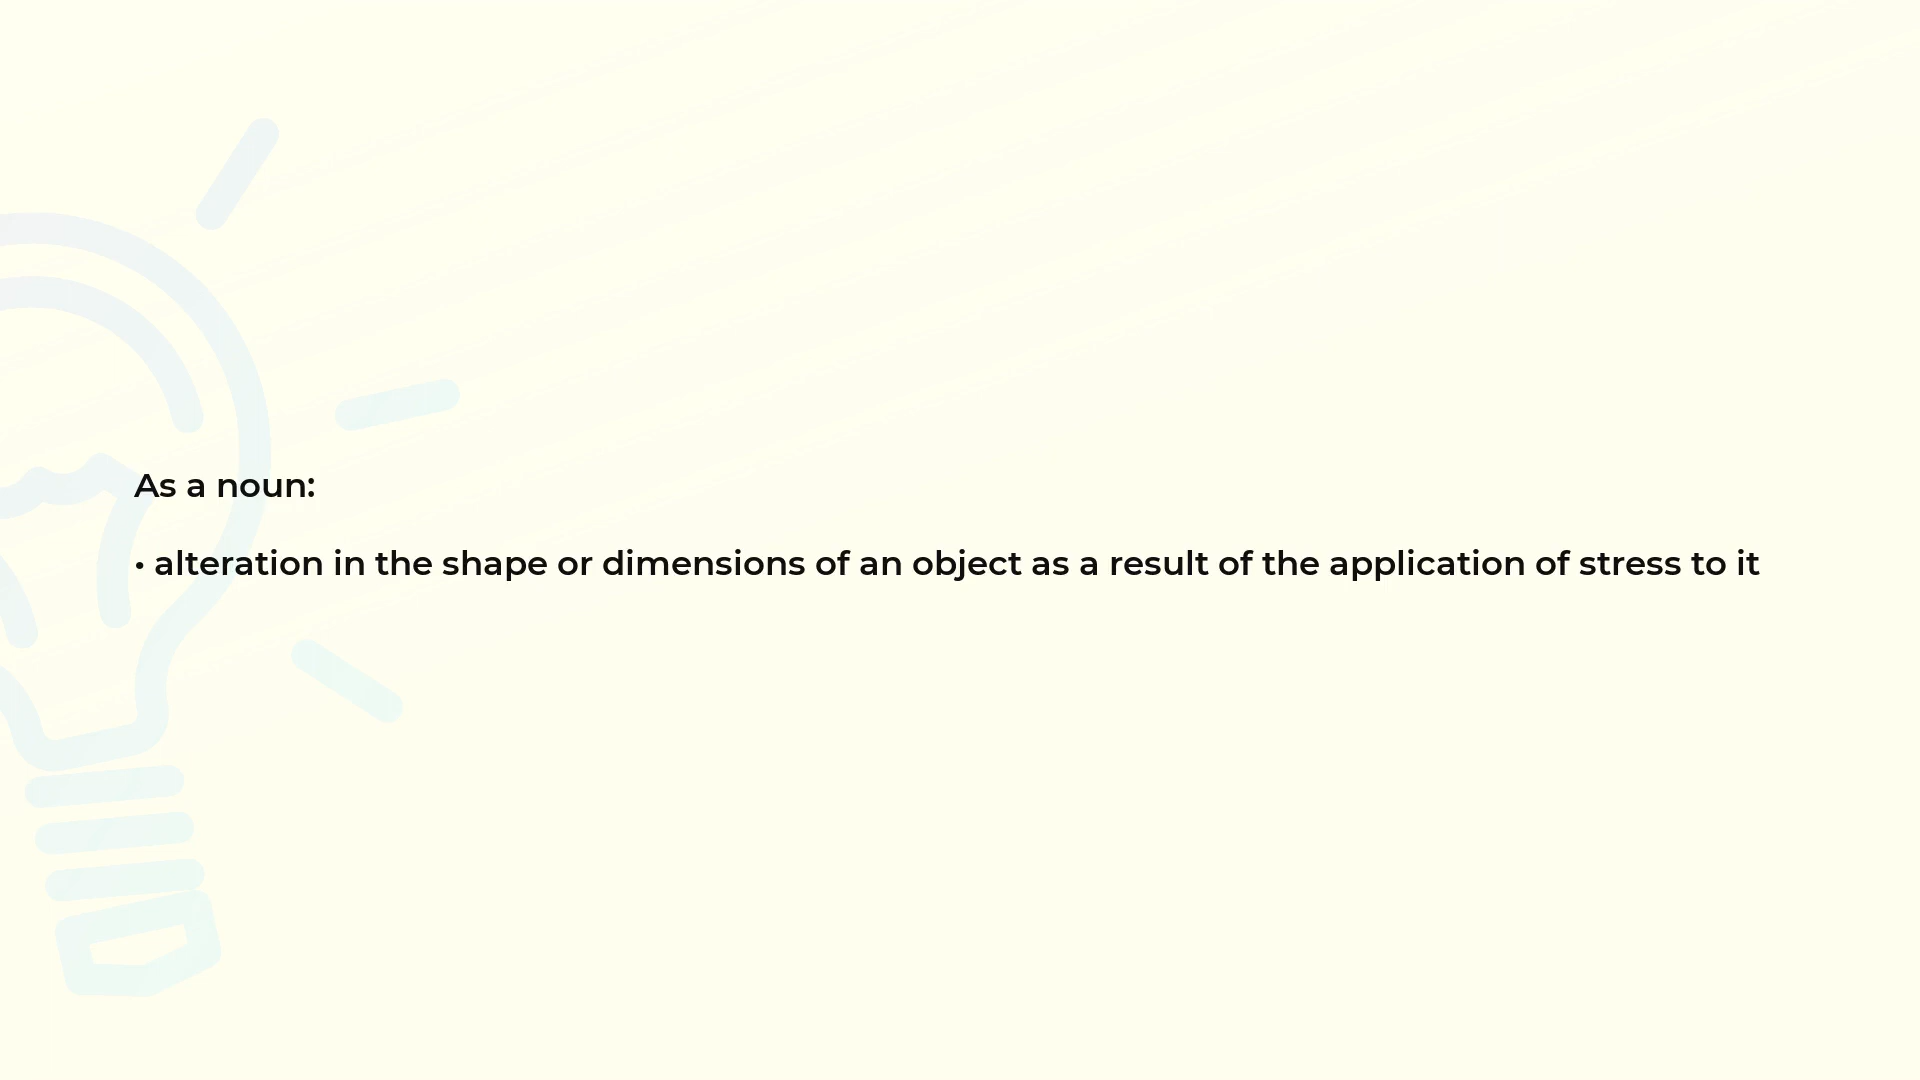 As a noun:
• alteration in the shape or dimensions of an object as a result of the application of stress to it